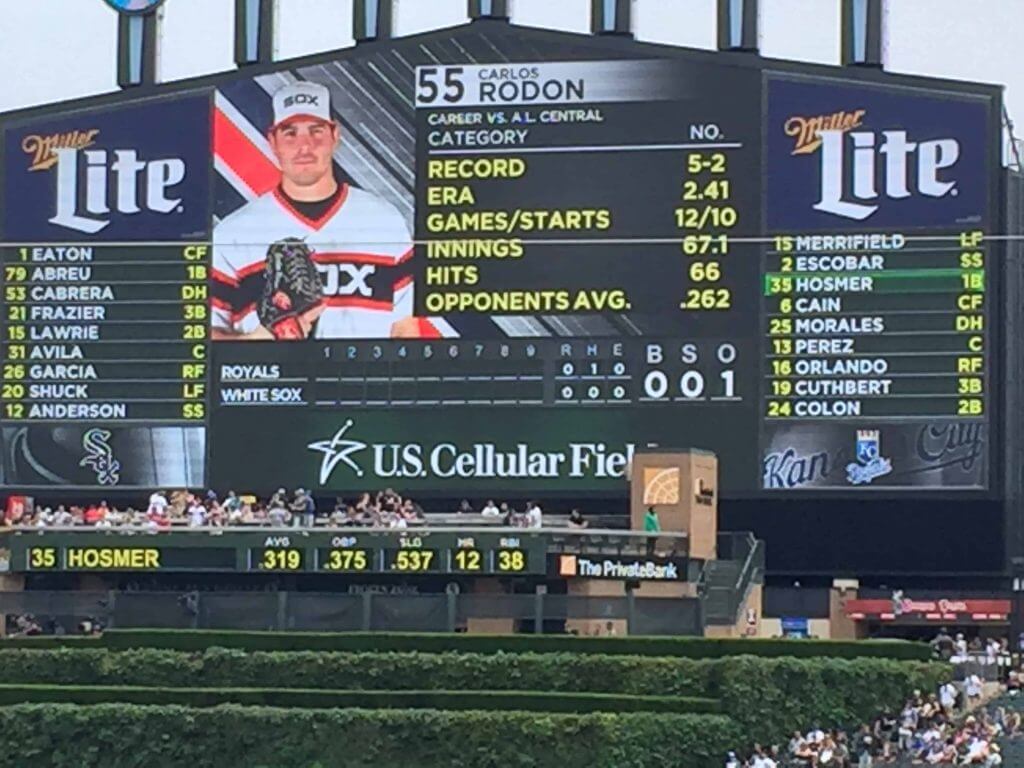 Miller
Lite
1 EATON CF
79 ABREU 1B
53 CABRERA DH
21 FRAZIER 3B
15 LAWRIE 2B
31 AVILA C
26 GARCIA RF
20 SHUCK LF
12 ANDERSON SS
SOX
SOX
55 CARLOS
RODON
CAREER VS. A.L. CENTRAL
CATEGORY NO.
RECORD 5-2
ERA 2.41
GAMES/STARTS 12/10
INNINGS 67.1
HITS 66
OPPONENTS AVG. .262
1 2 3 4 5 6 7 8 9 R H E B S O
ROYALS 0 1 0
WHITE SOX 0 0 0
0 0 1
U.S. Cellular Fiel
Miller
Lite
15 MERRIFIELD LF
2 ESCOBAR SS
35 HOSMER 1B
6 CAIN CF
25 MORALES DH
13 PEREZ C
16 ORLANDO RF
19 CUTHBERT 3B
24 COLON 2B
Kan City
KC
Royals
AVG OBP SLG HR RBI
35 HOSMER .319 .375 .537 12 38
The PrivateBank